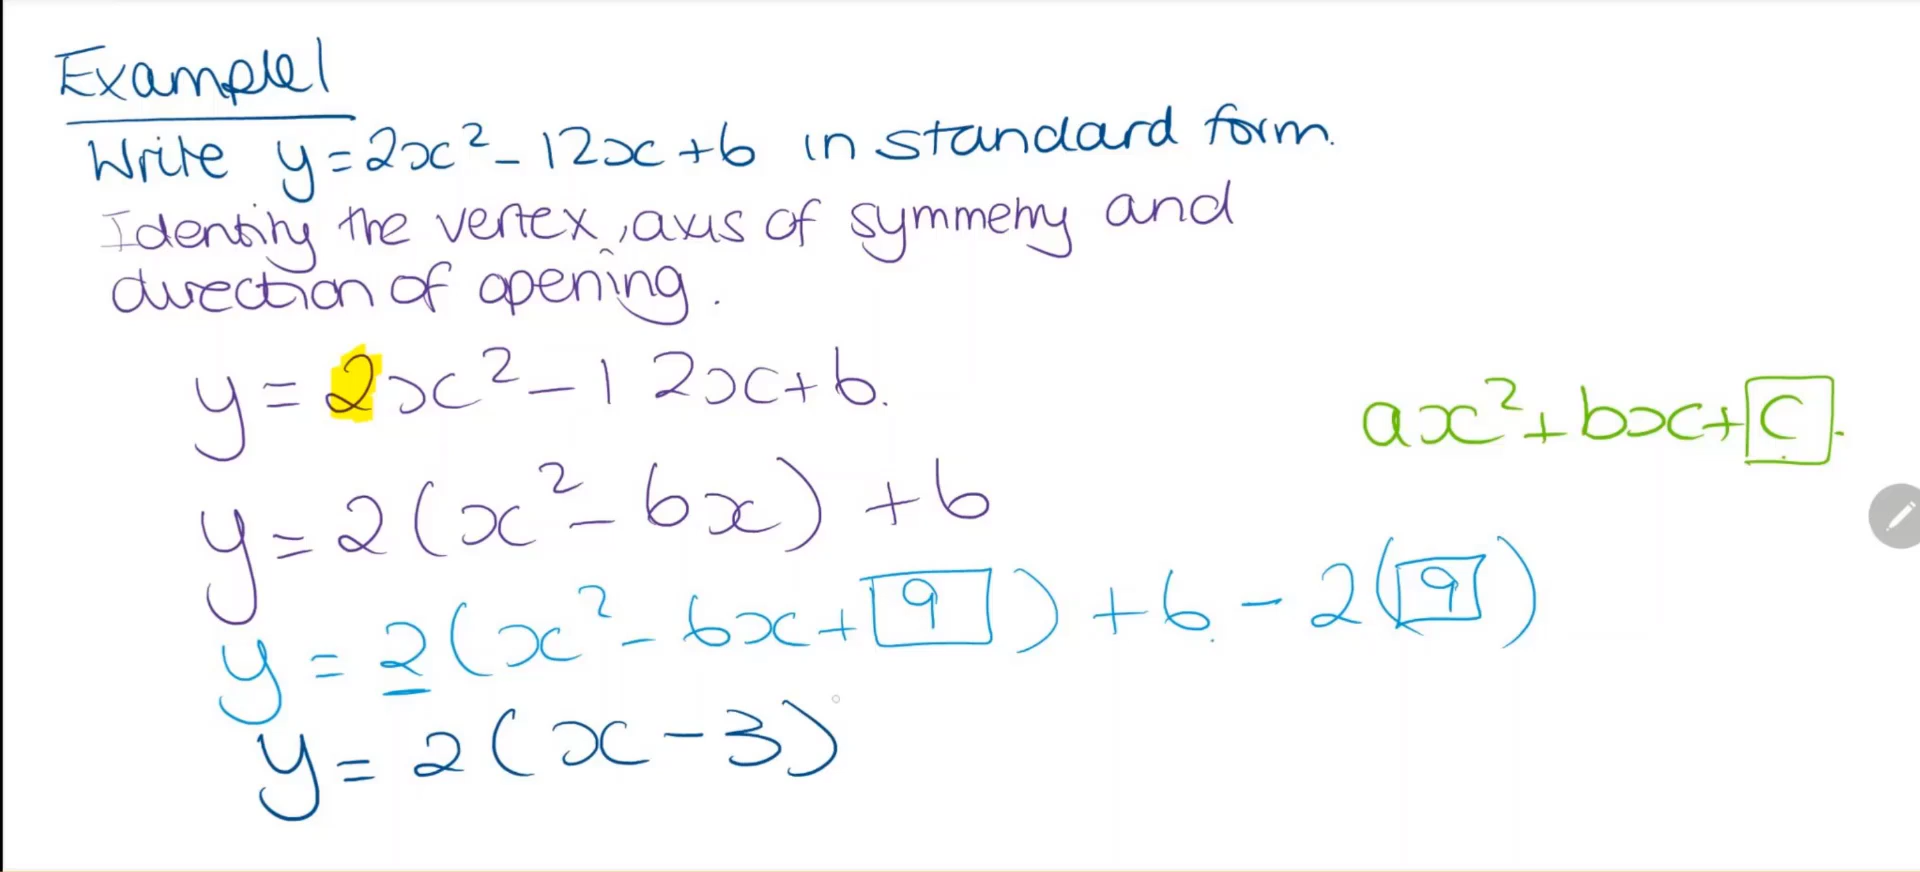 Example 1
Write y=2x²-12x+6 in standard form.
Identify the vertex, axis of symmetry and
direction of opening.
y = 2x²-12x+6.
ax²+bx+c.
y = 2(x²-6x)+6
y = 2(x²-6x+9)+6-2(9)
y = 2(x-3)